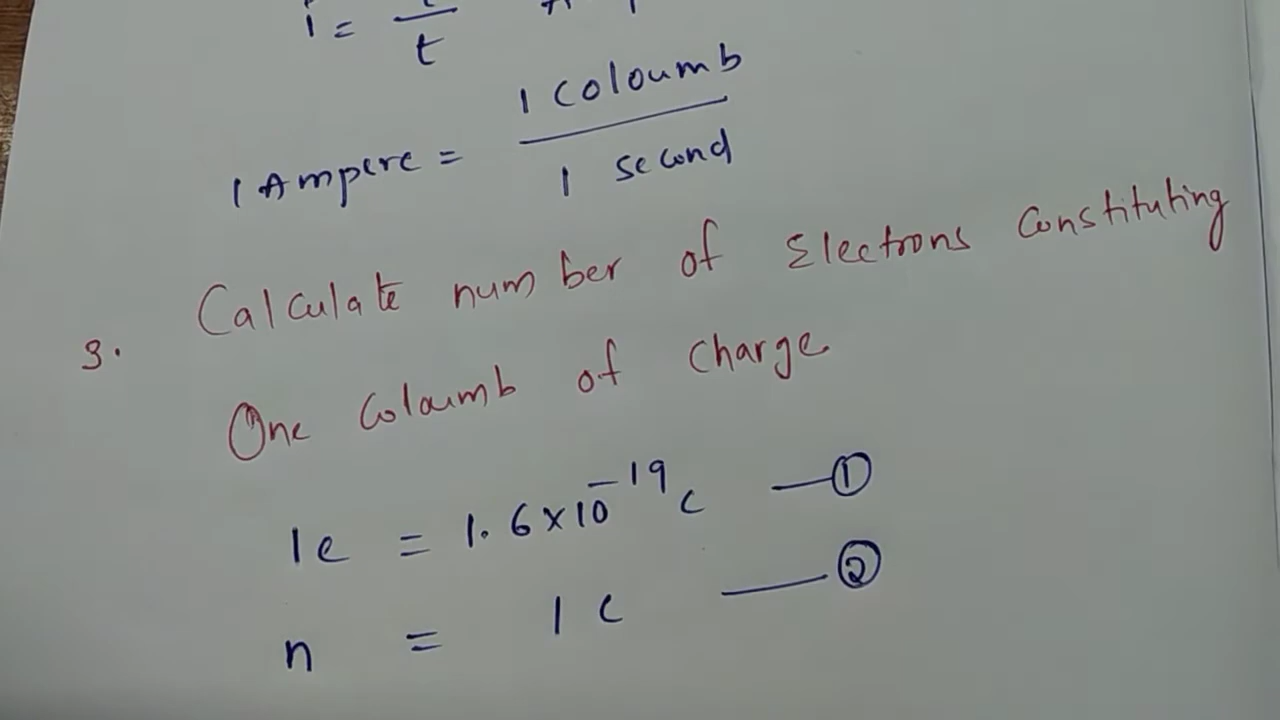 i = / t
1 Ampere = 1 Coloumb / 1 second
3. Calculate number of Electrons Constituting
One Coloumb of Charge
1e = 1.6×10⁻¹⁹ C — ①
n = 1 C — ②